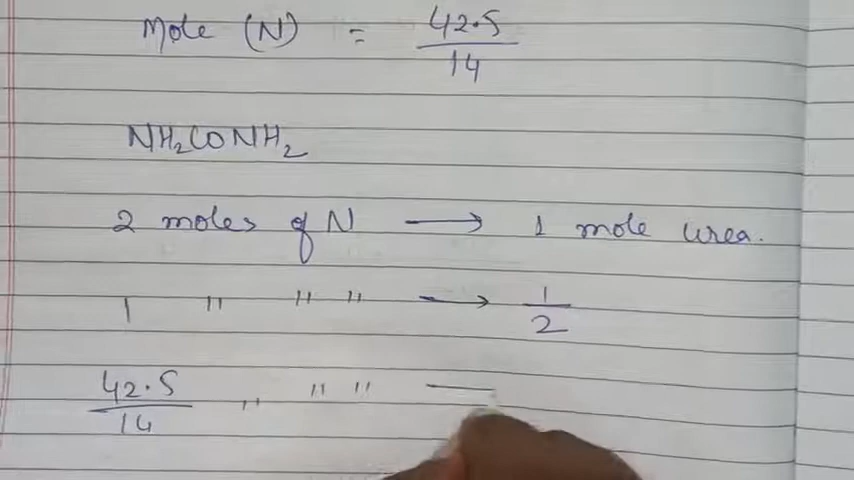 Mole (N) = 42.5/14
NH₂CONH₂
2 moles of N → 1 mole urea.
1 " " " → 1/2
42.5/14 " " " —